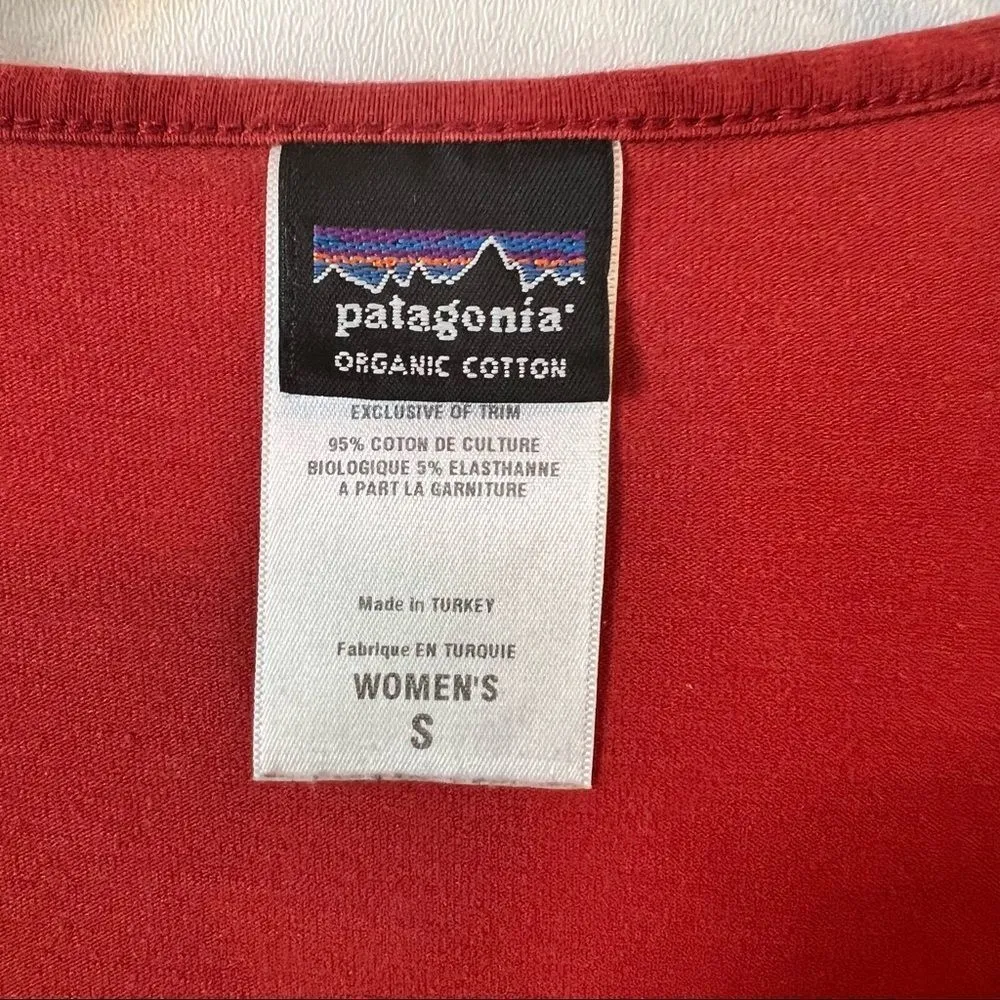 patagonia®
ORGANIC COTTON
EXCLUSIVE OF TRIM
95% COTON DE CULTURE
BIOLOGIQUE 5% ELASTHANNE
A PART LA GARNITURE
Made in TURKEY
Fabrique EN TURQUIE
WOMEN'S
S